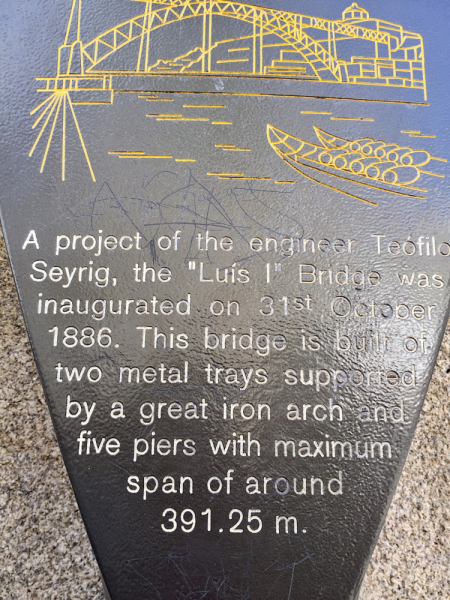 A project of the engineer Teófilo
Seyrig, the "Luís I" Bridge was
inaugurated on 31st October
1886. This bridge is built of
two metal trays supported
by a great iron arch and
five piers with maximum
span of around
391.25 m.